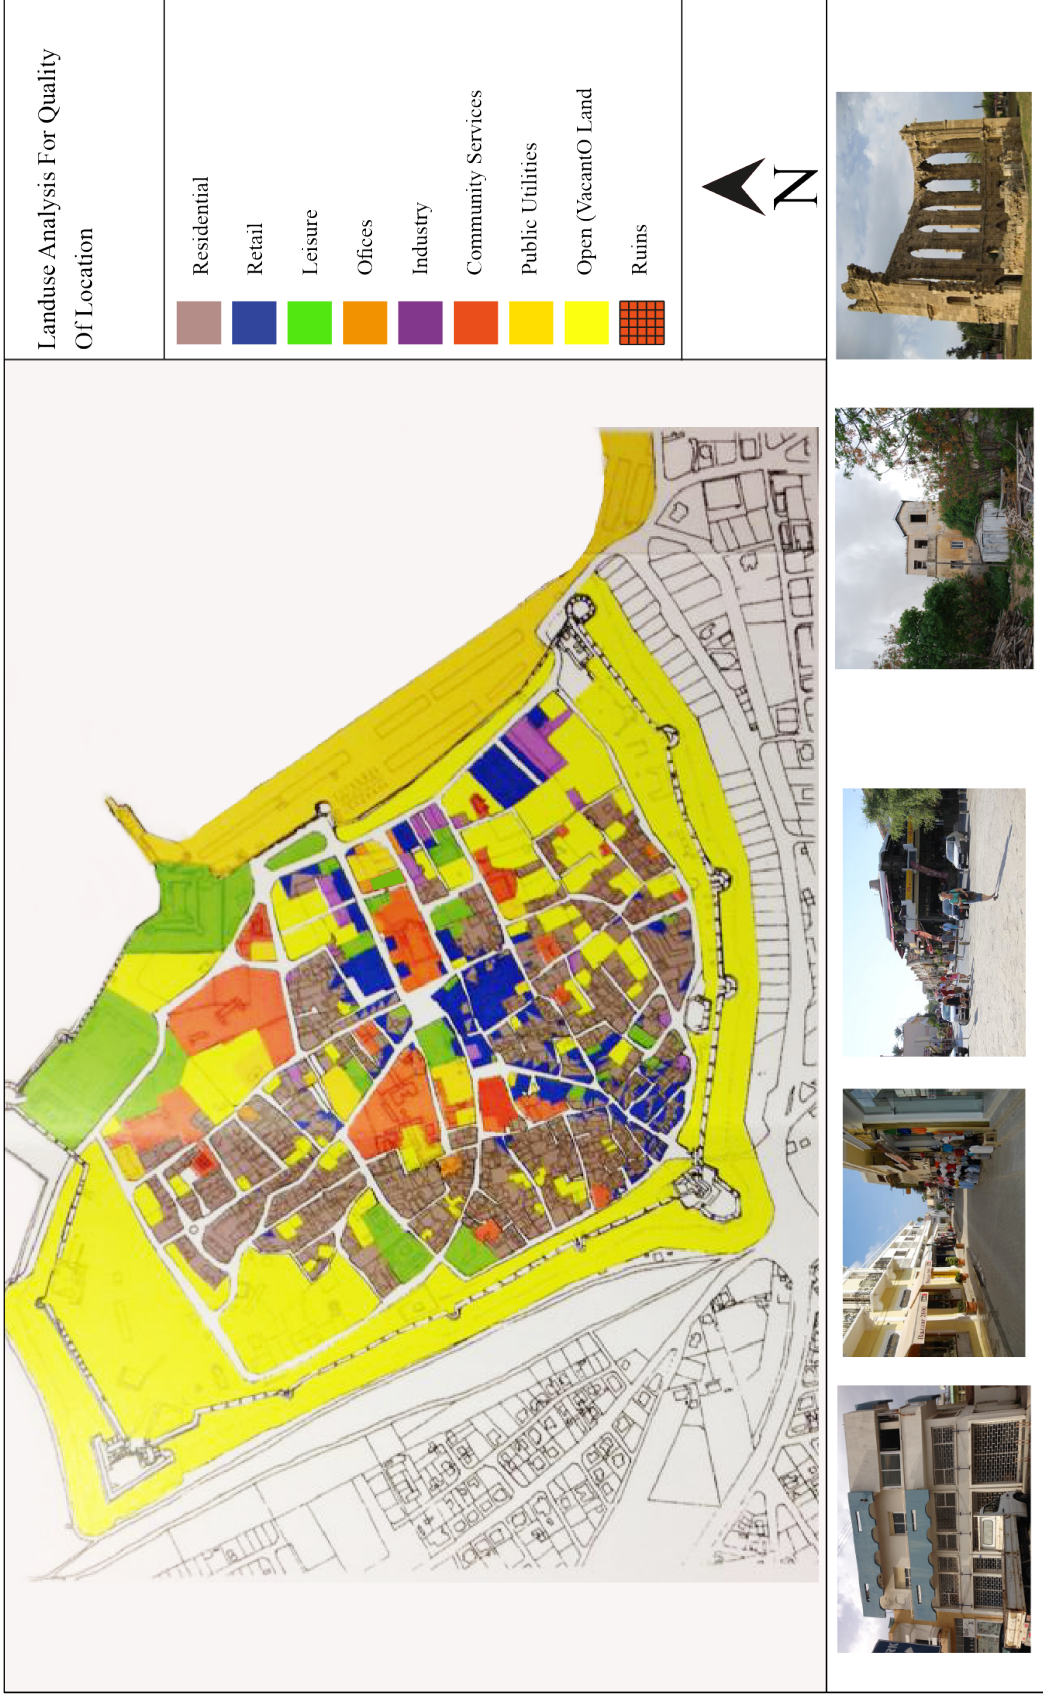 Landuse Analysis For Quality
Of Location
Residential
Retail
Leisure
Ofices
Industry
Community Services
Public Utilities
Open (VacantO Land
Ruins
N